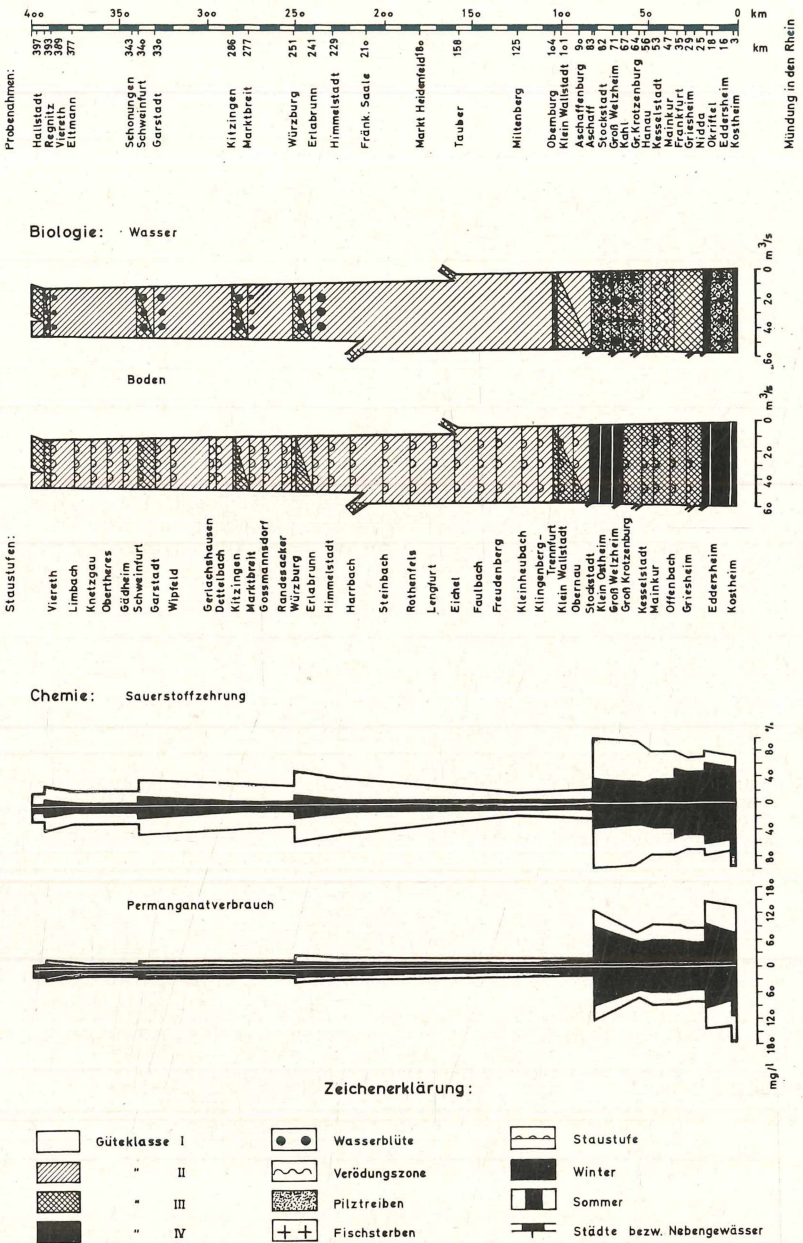 400 350 300 250 200 150 100 50 0 km
km
Probenahmen:
397 Hallstadt
393 Regnitz
389 Viereth
377 Eltmann
343 Schonungen
340 Schweinfurt
330 Garstadt
286 Kitzingen
277 Marktbreit
251 Würzburg
241 Erlabrunn
229 Himmelstadt
210 Fränk. Saale
180 Markt Heidenfeld
158 Tauber
125 Miltenberg
104 Obernburg
101 Klein Wallstadt
90 Aschaffenburg
83 Aschaff
82 Stockstadt
71 Groß Welzheim
67 Kahl
64 Gr. Krotzenburg
56 Hanau
53 Kesselstadt
47 Mainkur
35 Frankfurt
29 Griesheim
25 Nidda
18 Okriftel
16 Eddersheim
3 Kostheim
Mündung in den Rhein
Biologie: Wasser
0 20 40 60 m³/s
Boden
0 20 40 60 m³/s
Staustufen:
Viereth
Limbach
Knetzgau
Obertheres
Gädheim
Schweinfurt
Garstadt
Wipfeld
Gerlachshausen
Dettelbach
Kitzingen
Marktbreit
Gossmannsdorf
Randesacker
Würzburg
Erlabrunn
Himmelstadt
Harrbach
Steinbach
Rothenfels
Lengfurt
Eichel
Faulbach
Freudenberg
Kleinheubach
Klingenberg-
Trennfurt
Klein Wallstadt
Obernau
Stockstadt
Klein Ostheim
Groß Welzheim
Groß Krotzenburg
Kesselstadt
Mainkur
Offenbach
Griesheim
Eddersheim
Kostheim
Chemie: Sauerstoffzehrung
80 40 0 40 80 %
Permanganatverbrauch
180 120 60 0 60 120 180 mg/l
Zeichenerklärung:
Güteklasse I
" II
" III
" IV
Wasserblüte
Verödungszone
Pilztreiben
Fischsterben
Staustufe
Winter
Sommer
Städte bezw. Nebengewässer